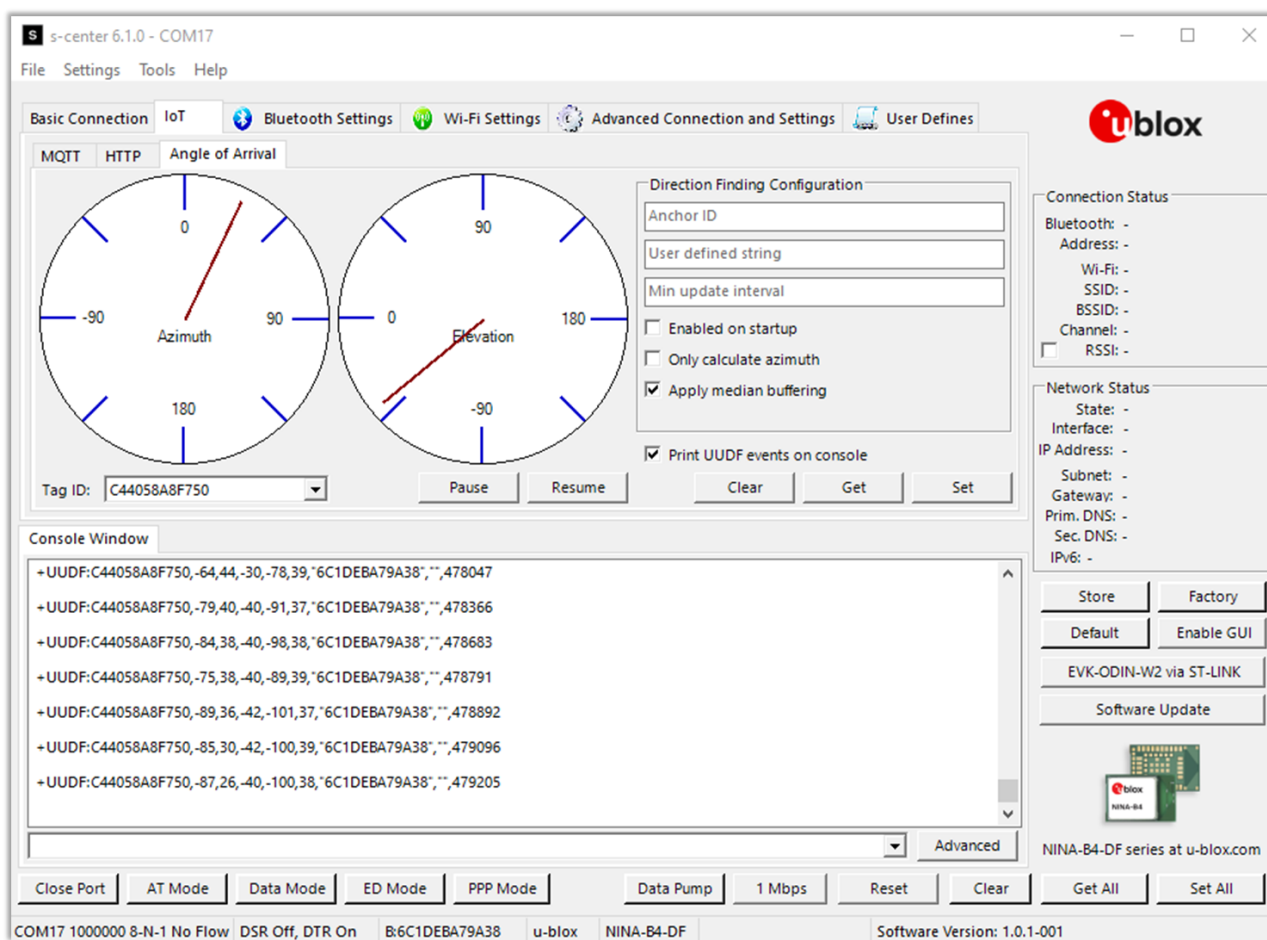 s-center 6.1.0 - COM17
File Settings Tools Help
Basic Connection IoT Bluetooth Settings Wi-Fi Settings Advanced Connection and Settings User Defines
ublox
MQTT HTTP Angle of Arrival
0
-90
90
Azimuth
180
90
0
180
Elevation
-90
Direction Finding Configuration
Anchor ID
User defined string
Min update interval
Enabled on startup
Only calculate azimuth
Apply median buffering
Print UUDF events on console
Tag ID: C44058A8F750
Pause Resume Clear Get Set
Connection Status
Bluetooth: -
Address: -
Wi-Fi: -
SSID: -
BSSID: -
Channel: -
RSSI: -
Network Status
State: -
Interface: -
IP Address: -
Subnet: -
Gateway: -
Prim. DNS: -
Sec. DNS: -
IPv6: -
Console Window
+UUDF:C44058A8F750,-64,44,-30,-78,39,"6C1DEBA79A38","",478047
+UUDF:C44058A8F750,-79,40,-40,-91,37,"6C1DEBA79A38","",478366
+UUDF:C44058A8F750,-84,38,-40,-98,38,"6C1DEBA79A38","",478683
+UUDF:C44058A8F750,-75,38,-40,-89,39,"6C1DEBA79A38","",478791
+UUDF:C44058A8F750,-89,36,-42,-101,37,"6C1DEBA79A38","",478892
+UUDF:C44058A8F750,-85,30,-42,-100,39,"6C1DEBA79A38","",479096
+UUDF:C44058A8F750,-87,26,-40,-100,38,"6C1DEBA79A38","",479205
Advanced
Store Factory
Default Enable GUI
EVK-ODIN-W2 via ST-LINK
Software Update
ublox
NINA-B4
NINA-B4-DF series at u-blox.com
Close Port AT Mode Data Mode ED Mode PPP Mode Data Pump 1 Mbps Reset Clear Get All Set All
COM17 1000000 8-N-1 No Flow DSR Off, DTR On B:6C1DEBA79A38 u-blox NINA-B4-DF Software Version: 1.0.1-001